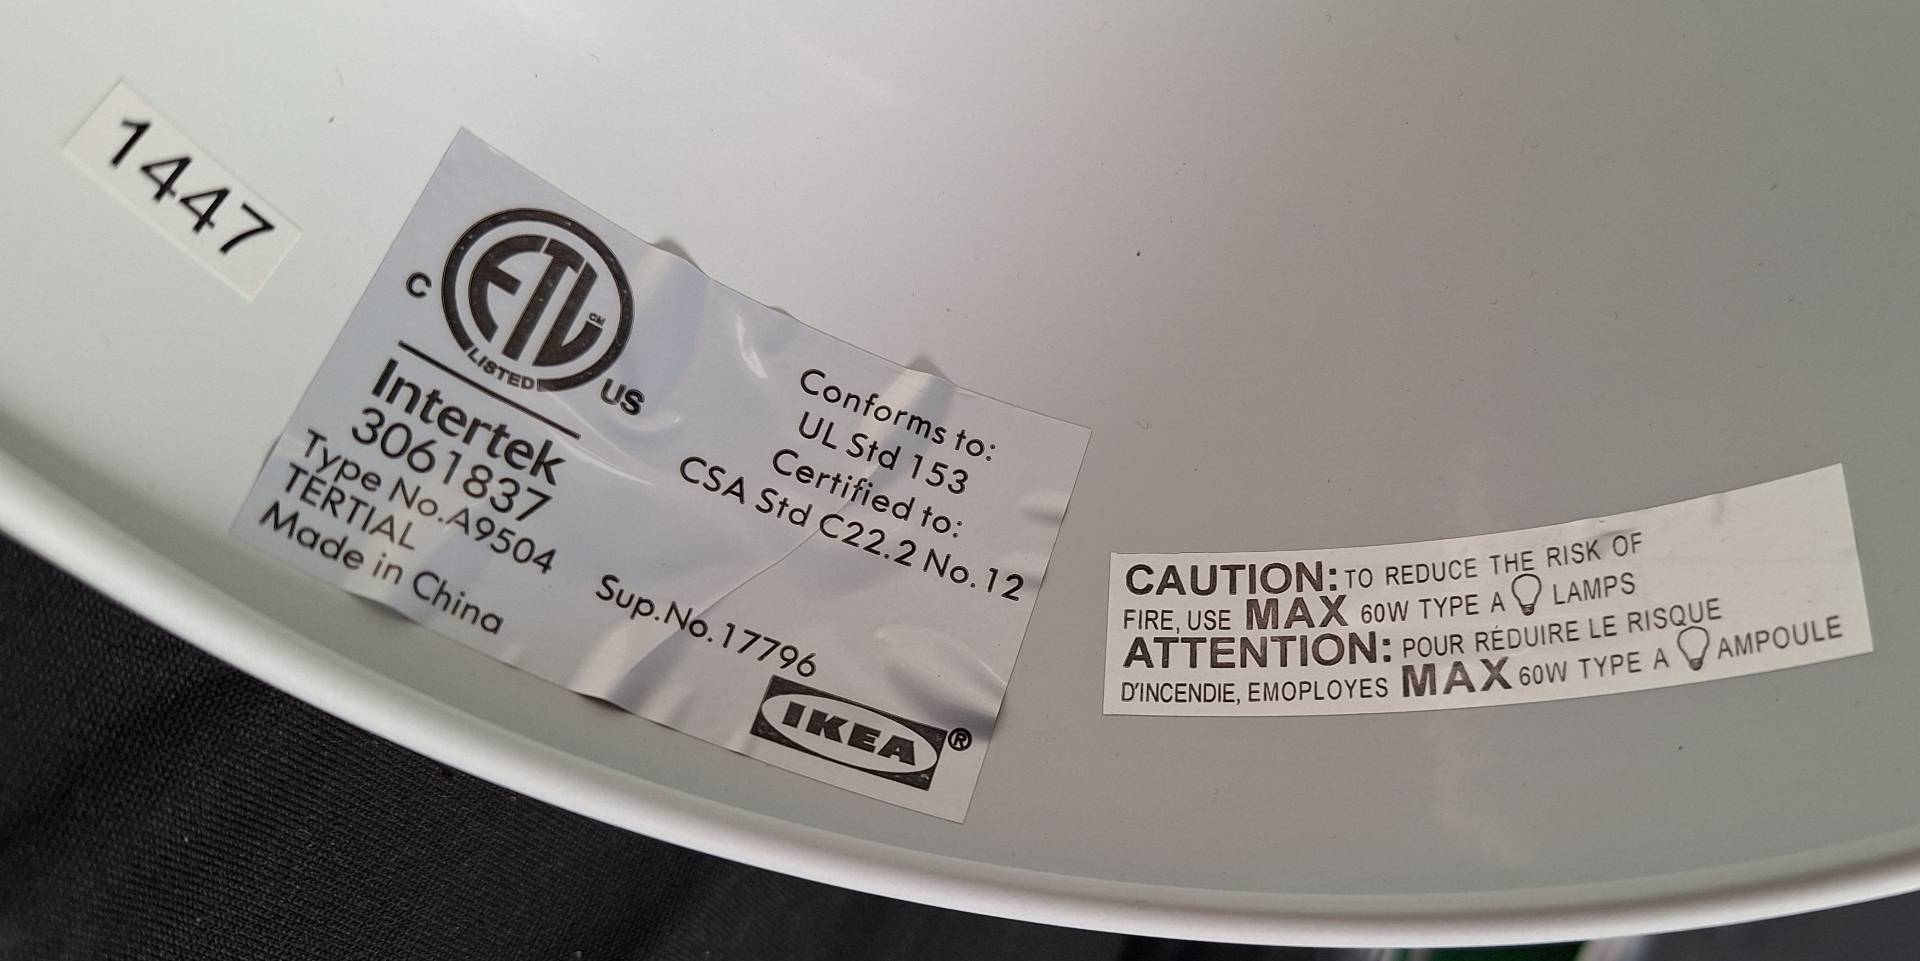 1447
C
ETL
CM
LISTED
US
Intertek
3061837
Type No.A9504
TERTIAL
Made in China
Conforms to:
UL Std 153
Certified to:
CSA Std C22.2 No.12
Sup.No.17796
IKEA®
CAUTION: TO REDUCE THE RISK OF
FIRE, USE MAX 60W TYPE A LAMPS
ATTENTION: POUR RÉDUIRE LE RISQUE
D'INCENDIE, EMOPLOYES MAX 60W TYPE A AMPOULE